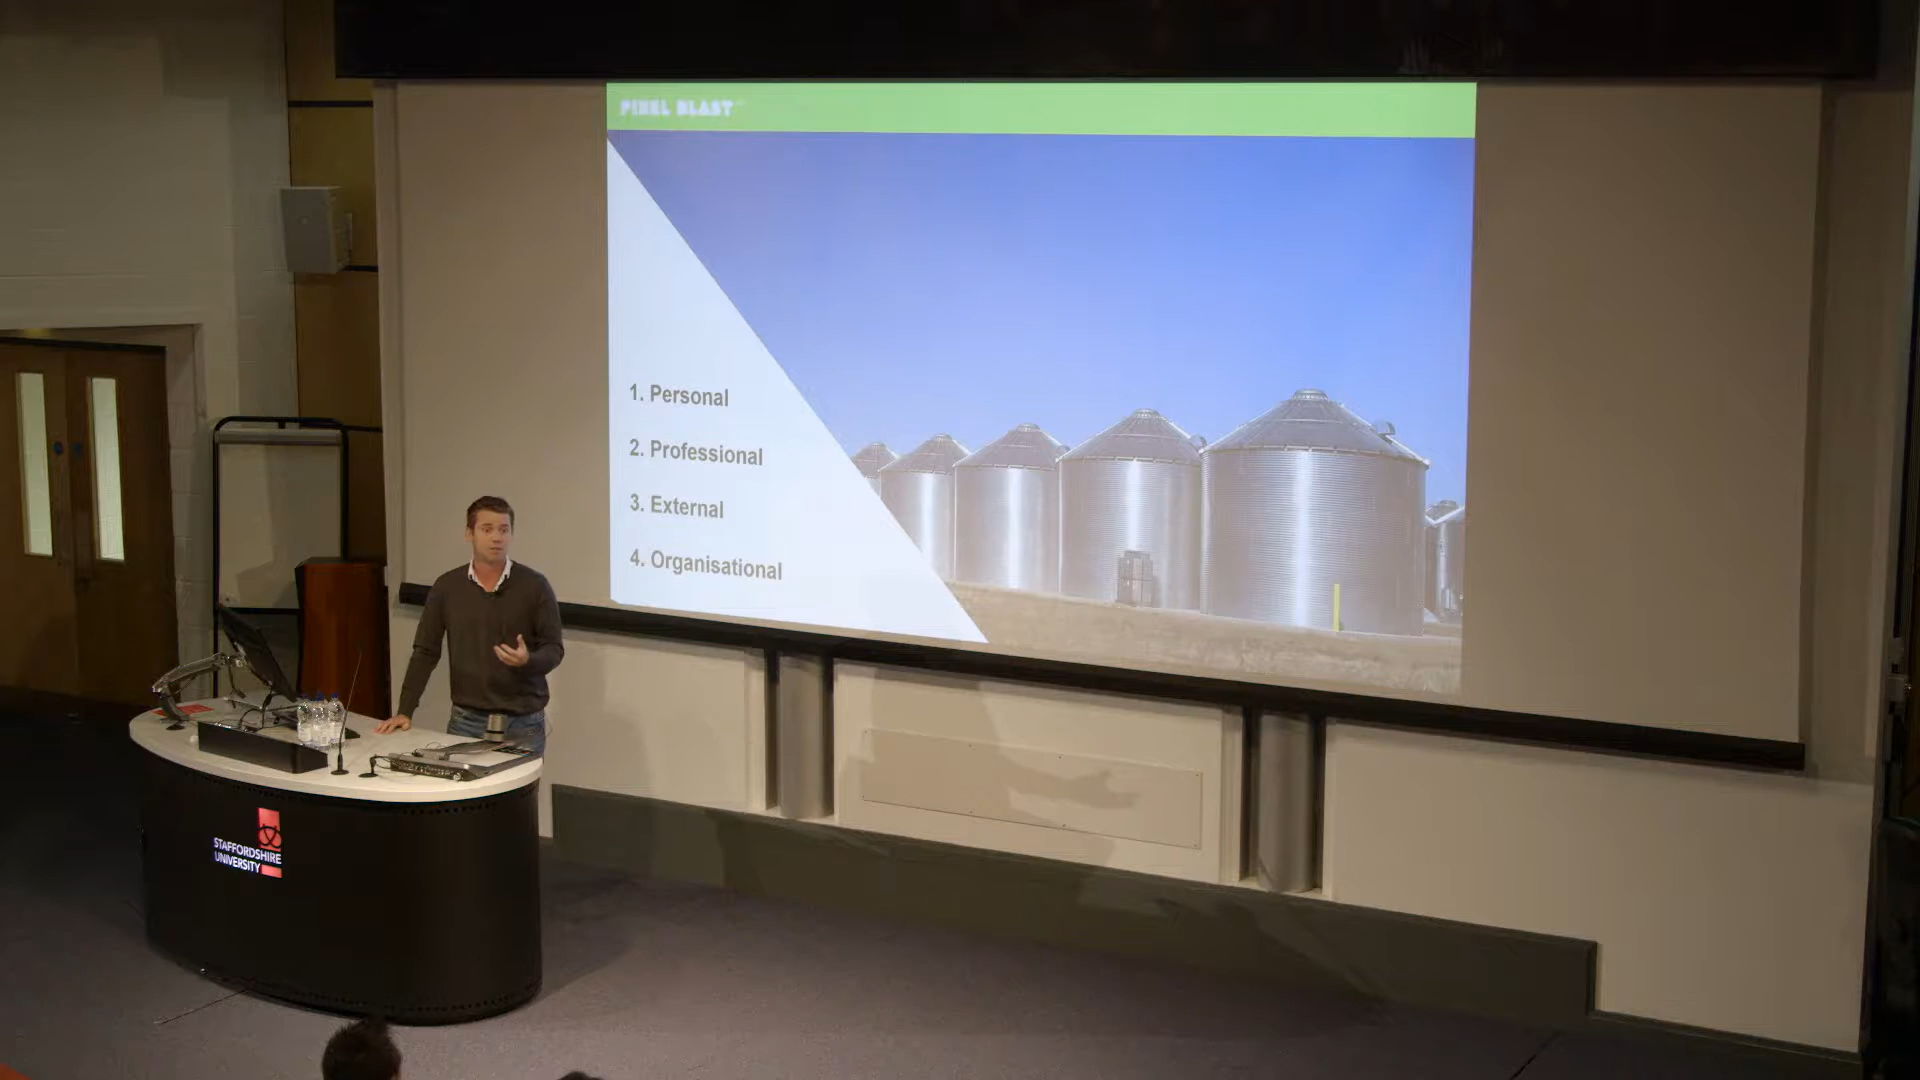 PIXEL BLAST
1. Personal
2. Professional
3. External
4. Organisational
STAFFORDSHIRE
UNIVERSITY